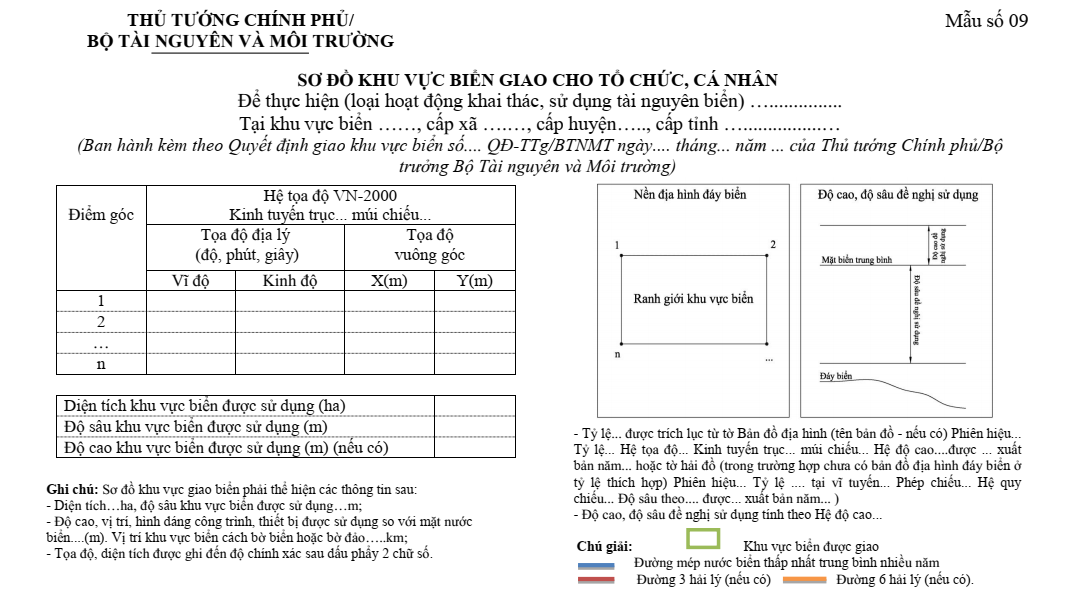 THỦ TƯỚNG CHÍNH PHỦ/
BỘ TÀI NGUYÊN VÀ MÔI TRƯỜNG
Mẫu số 09
SƠ ĐỒ KHU VỰC BIỂN GIAO CHO TỔ CHỨC, CÁ NHÂN
Để thực hiện (loại hoạt động khai thác, sử dụng tài nguyên biển) …...............
Tại khu vực biển ……, cấp xã …..…, cấp huyện….., cấp tỉnh …...................…
(Ban hành kèm theo Quyết định giao khu vực biển số.... QĐ-TTg/BTNMT ngày.... tháng... năm ... của Thủ tướng Chính phủ/Bộ
trưởng Bộ Tài nguyên và Môi trường)
Điểm góc
Hệ tọa độ VN-2000
Kinh tuyến trục... múi chiếu...
Tọa độ địa lý
(độ, phút, giây)
Tọa độ
vuông góc
Vĩ độ Kinh độ X(m) Y(m)
1
2
…
n
Diện tích khu vực biển được sử dụng (ha)
Độ sâu khu vực biển được sử dụng (m)
Độ cao khu vực biển được sử dụng (m) (nếu có)
Ghi chú: Sơ đồ khu vực giao biển phải thể hiện các thông tin sau:
- Diện tích…ha, độ sâu khu vực biển được sử dụng…m;
- Độ cao, vị trí, hình dáng công trình, thiết bị được sử dụng so với mặt nước
biển....(m). Vị trí khu vực biển cách bờ biển hoặc bờ đảo…..km;
- Tọa độ, diện tích được ghi đến độ chính xác sau dấu phẩy 2 chữ số.
Nền địa hình đáy biển
1
2
Ranh giới khu vực biển
n
...
Độ cao, độ sâu đề nghị sử dụng
Độ cao đề
nghị sử dụng
Mặt biển trung bình
Độ sâu đề nghị sử dụng
Đáy biển
- Tỷ lệ... được trích lục từ tờ Bản đồ địa hình (tên bản đồ - nếu có) Phiên hiệu...
Tỷ lệ... Hệ tọa độ... Kinh tuyến trục... múi chiếu... Hệ độ cao....được ... xuất
bản năm... hoặc tờ hải đồ (trong trường hợp chưa có bản đồ địa hình đáy biển ở
tỷ lệ thích hợp) Phiên hiệu... Tỷ lệ .... tại vĩ tuyến... Phép chiếu... Hệ quy
chiếu... Độ sâu theo.... được... xuất bản năm... )
- Độ cao, độ sâu đề nghị sử dụng tính theo Hệ độ cao...
Chú giải: Khu vực biển được giao
Đường mép nước biển thấp nhất trung bình nhiều năm
Đường 3 hải lý (nếu có) Đường 6 hải lý (nếu có).